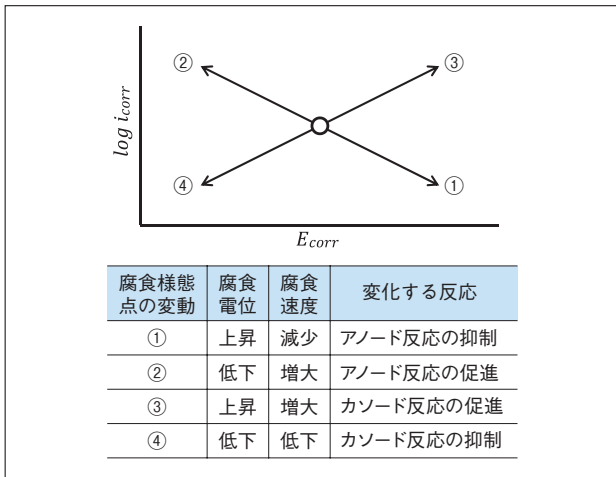 ②
③
log i_corr
④
①
E_corr
腐食様態 腐食 腐食 変化する反応
点の変動 電位 速度
① 上昇 減少 アノード反応の抑制
② 低下 増大 アノード反応の促進
③ 上昇 増大 カソード反応の促進
④ 低下 低下 カソード反応の抑制